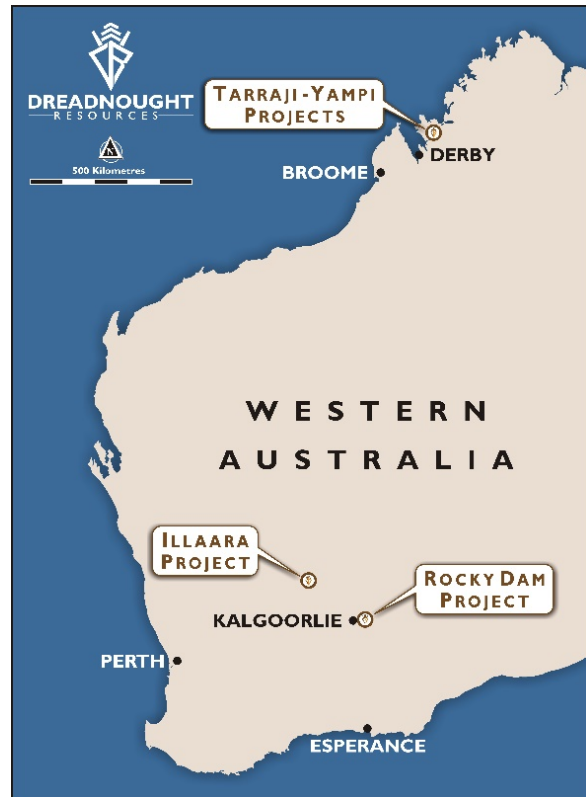 DREADNOUGHT
RESOURCES
500 Kilometres
TARRAJI-YAMPI
PROJECTS
DERBY
BROOME
WESTERN
AUSTRALIA
ILLAARA
PROJECT
ROCKY DAM
PROJECT
KALGOORLIE
PERTH
ESPERANCE